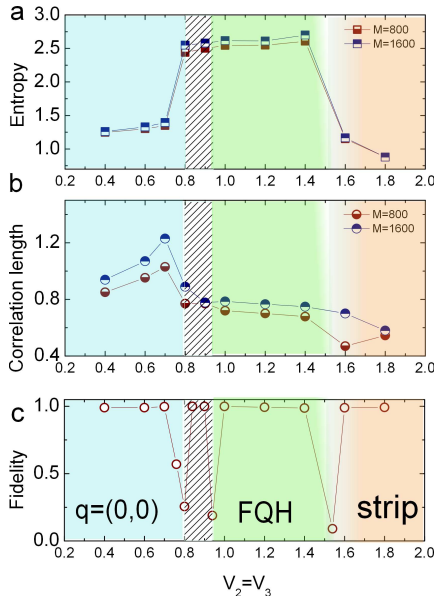 a
3.0
2.5
2.0
1.5
1.0
Entropy
M=800
M=1600
0.2 0.4 0.6 0.8 1.0 1.2 1.4 1.6 1.8 2.0
b
1.2
0.8
0.4
Correlation length
M=800
M=1600
0.2 0.4 0.6 0.8 1.0 1.2 1.4 1.6 1.8 2.0
c
1.0
0.5
0.0
Fidelity
q=(0,0) FQH strip
0.2 0.4 0.6 0.8 1.0 1.2 1.4 1.6 1.8 2.0
V₂=V₃